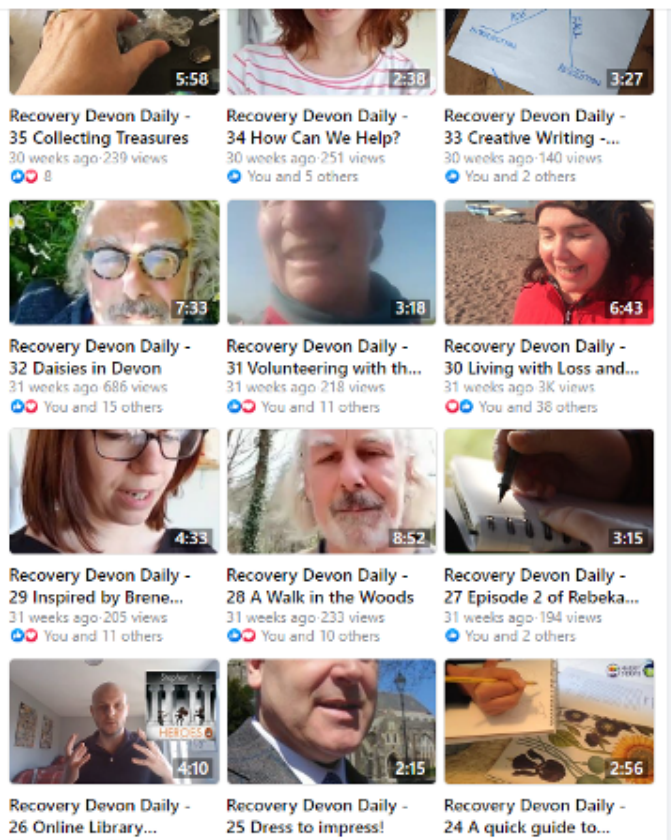 5:58
2:38
3:27
Recovery Devon Daily -
35 Collecting Treasures
30 weeks ago·239 views
8
Recovery Devon Daily -
34 How Can We Help?
30 weeks ago·251 views
You and 5 others
Recovery Devon Daily -
33 Creative Writing -...
30 weeks ago·140 views
You and 2 others
7:33
3:18
6:43
Recovery Devon Daily -
32 Daisies in Devon
31 weeks ago·686 views
You and 15 others
Recovery Devon Daily -
31 Volunteering with th...
31 weeks ago·218 views
You and 11 others
Recovery Devon Daily -
30 Living with Loss and...
31 weeks ago·3K views
You and 38 others
4:33
8:52
3:15
Recovery Devon Daily -
29 Inspired by Brene...
31 weeks ago·205 views
You and 11 others
Recovery Devon Daily -
28 A Walk in the Woods
31 weeks ago·233 views
You and 10 others
Recovery Devon Daily -
27 Episode 2 of Rebeka...
31 weeks ago·194 views
You and 2 others
HEROES
4:10
2:15
2:56
Recovery Devon Daily -
26 Online Library...
Recovery Devon Daily -
25 Dress to impress!
Recovery Devon Daily -
24 A quick guide to...